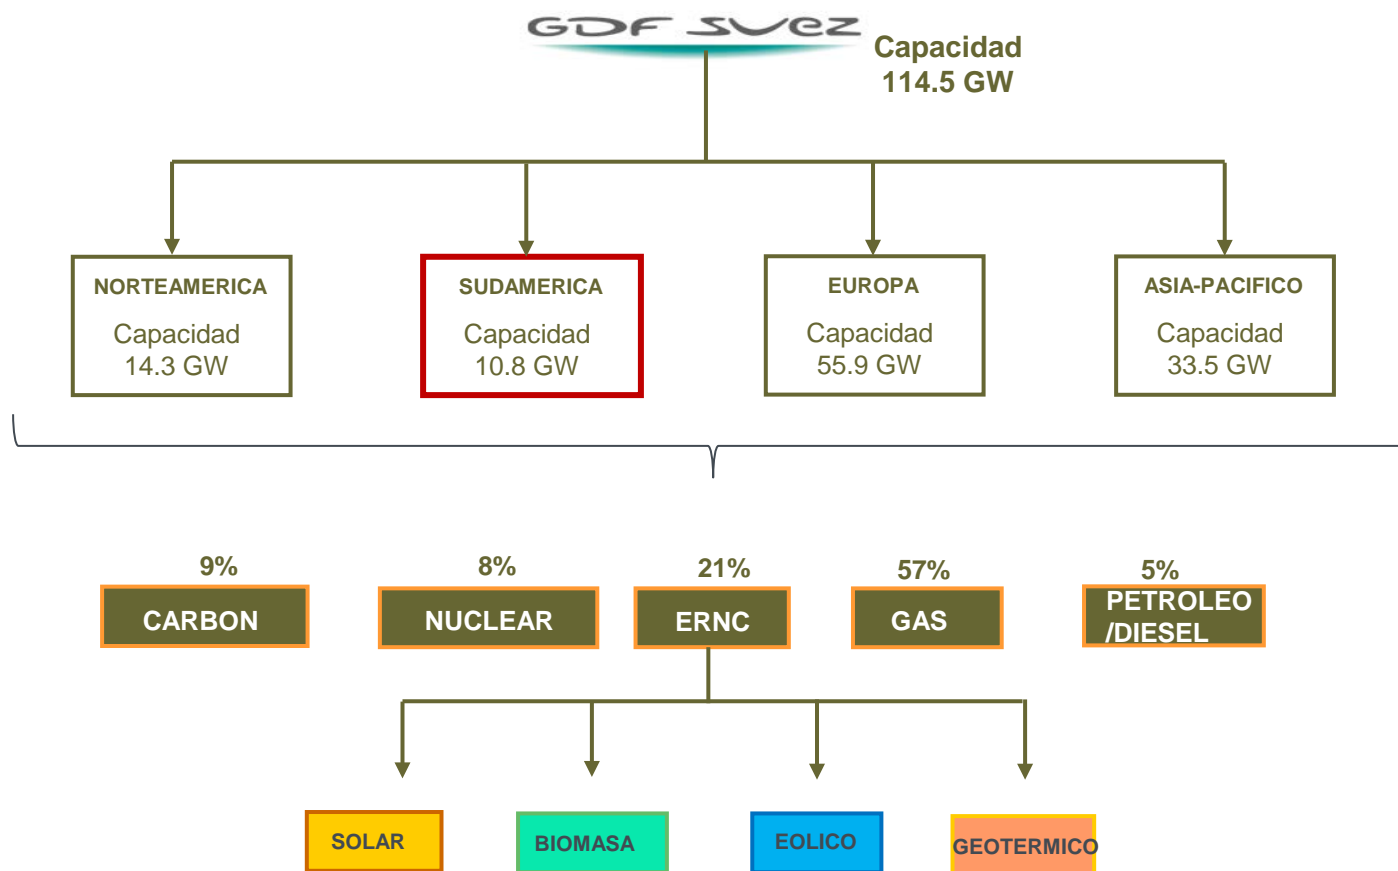 GDF SUEZ
Capacidad
114.5 GW
NORTEAMERICA
Capacidad
14.3 GW
SUDAMERICA
Capacidad
10.8 GW
EUROPA
Capacidad
55.9 GW
ASIA-PACIFICO
Capacidad
33.5 GW
9%
8%
21%
57%
5%
CARBON
NUCLEAR
ERNC
GAS
PETROLEO
/DIESEL
SOLAR
BIOMASA
EOLICO
GEOTERMICO